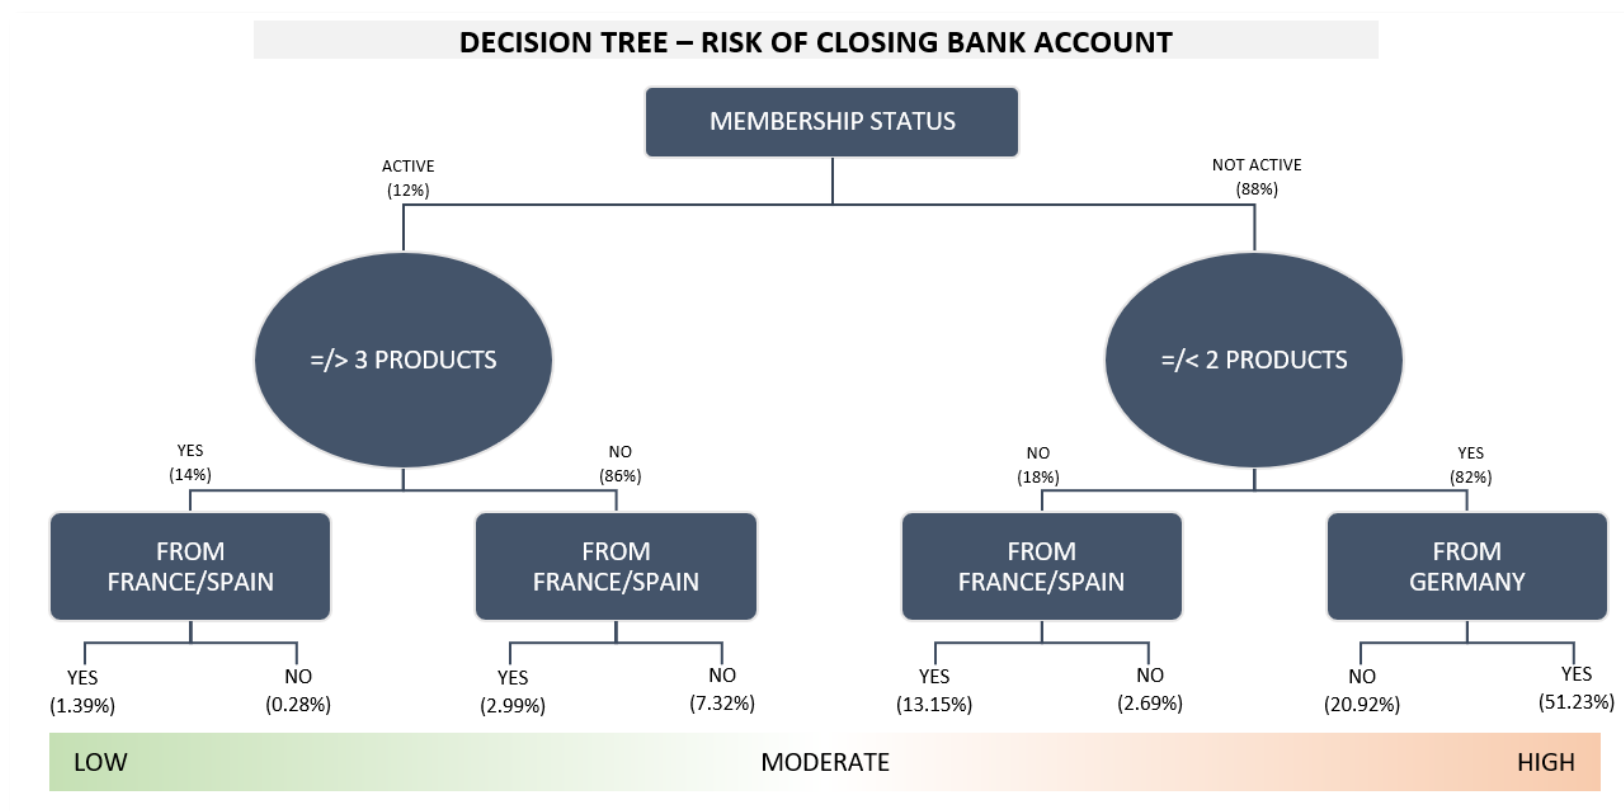 DECISION TREE – RISK OF CLOSING BANK ACCOUNT
MEMBERSHIP STATUS
ACTIVE
(12%)
NOT ACTIVE
(88%)
=/> 3 PRODUCTS
=/< 2 PRODUCTS
YES
(14%)
NO
(86%)
NO
(18%)
YES
(82%)
FROM
FRANCE/SPAIN
FROM
FRANCE/SPAIN
FROM
FRANCE/SPAIN
FROM
GERMANY
YES
(1.39%)
NO
(0.28%)
YES
(2.99%)
NO
(7.32%)
YES
(13.15%)
NO
(2.69%)
NO
(20.92%)
YES
(51.23%)
LOW
MODERATE
HIGH